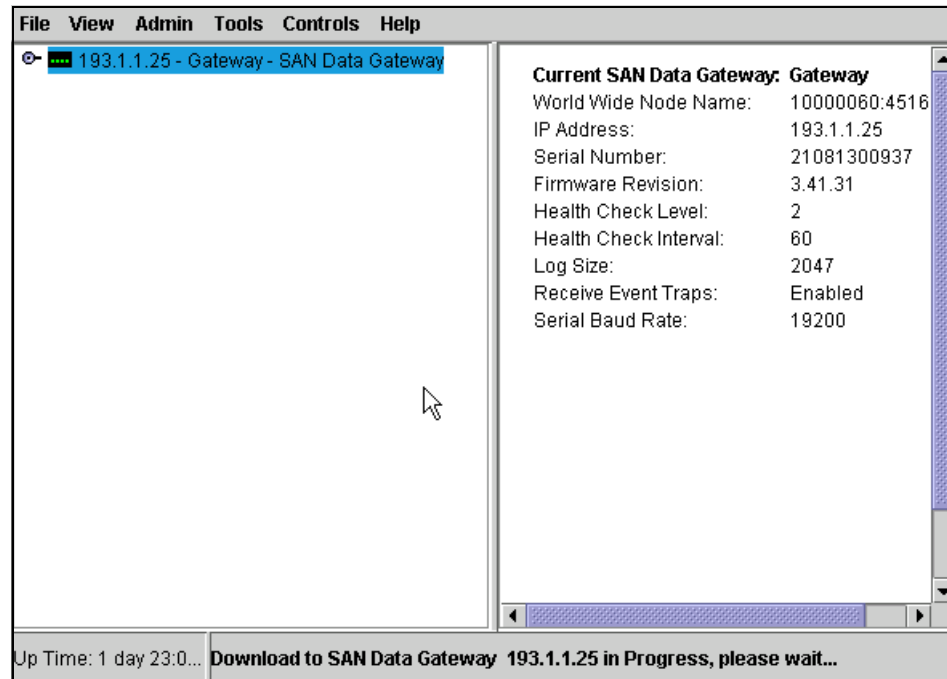 File View Admin Tools Controls Help
193.1.1.25 - Gateway - SAN Data Gateway
Current SAN Data Gateway: Gateway
World Wide Node Name: 10000060:4516
IP Address: 193.1.1.25
Serial Number: 21081300937
Firmware Revision: 3.41.31
Health Check Level: 2
Health Check Interval: 60
Log Size: 2047
Receive Event Traps: Enabled
Serial Baud Rate: 19200
Up Time: 1 day 23:0... Download to SAN Data Gateway 193.1.1.25 in Progress, please wait...